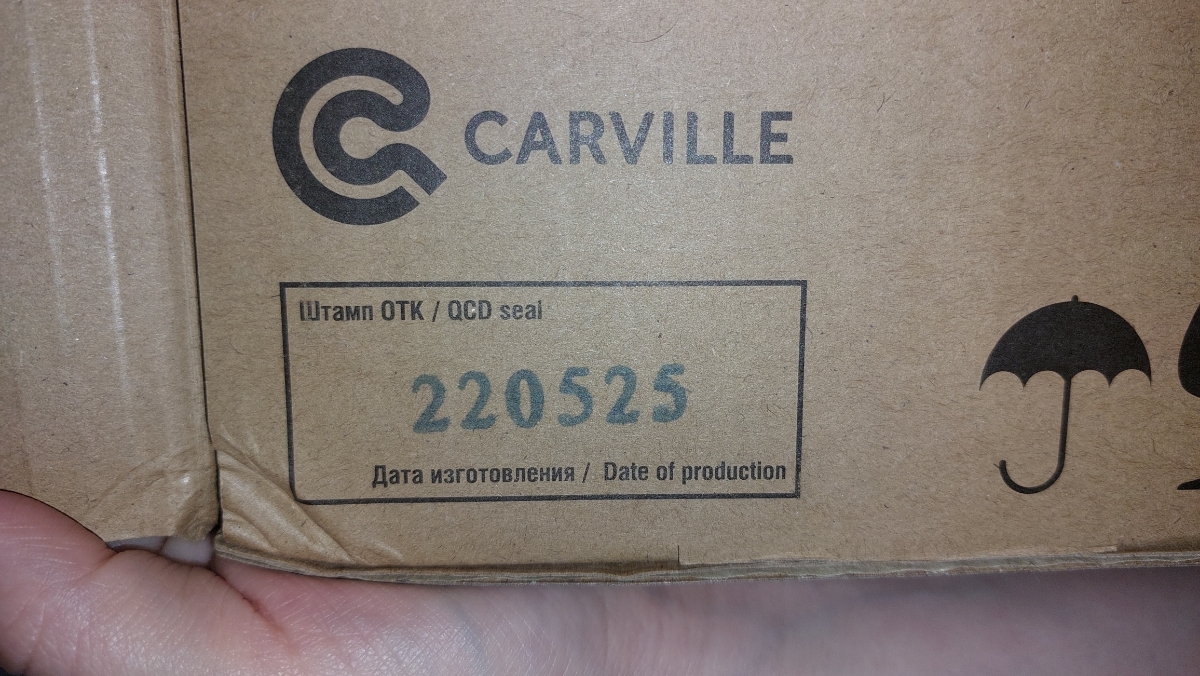 CARVILLE
Штамп ОТК / QCD seal
220525
Дата изготовления / Date of production